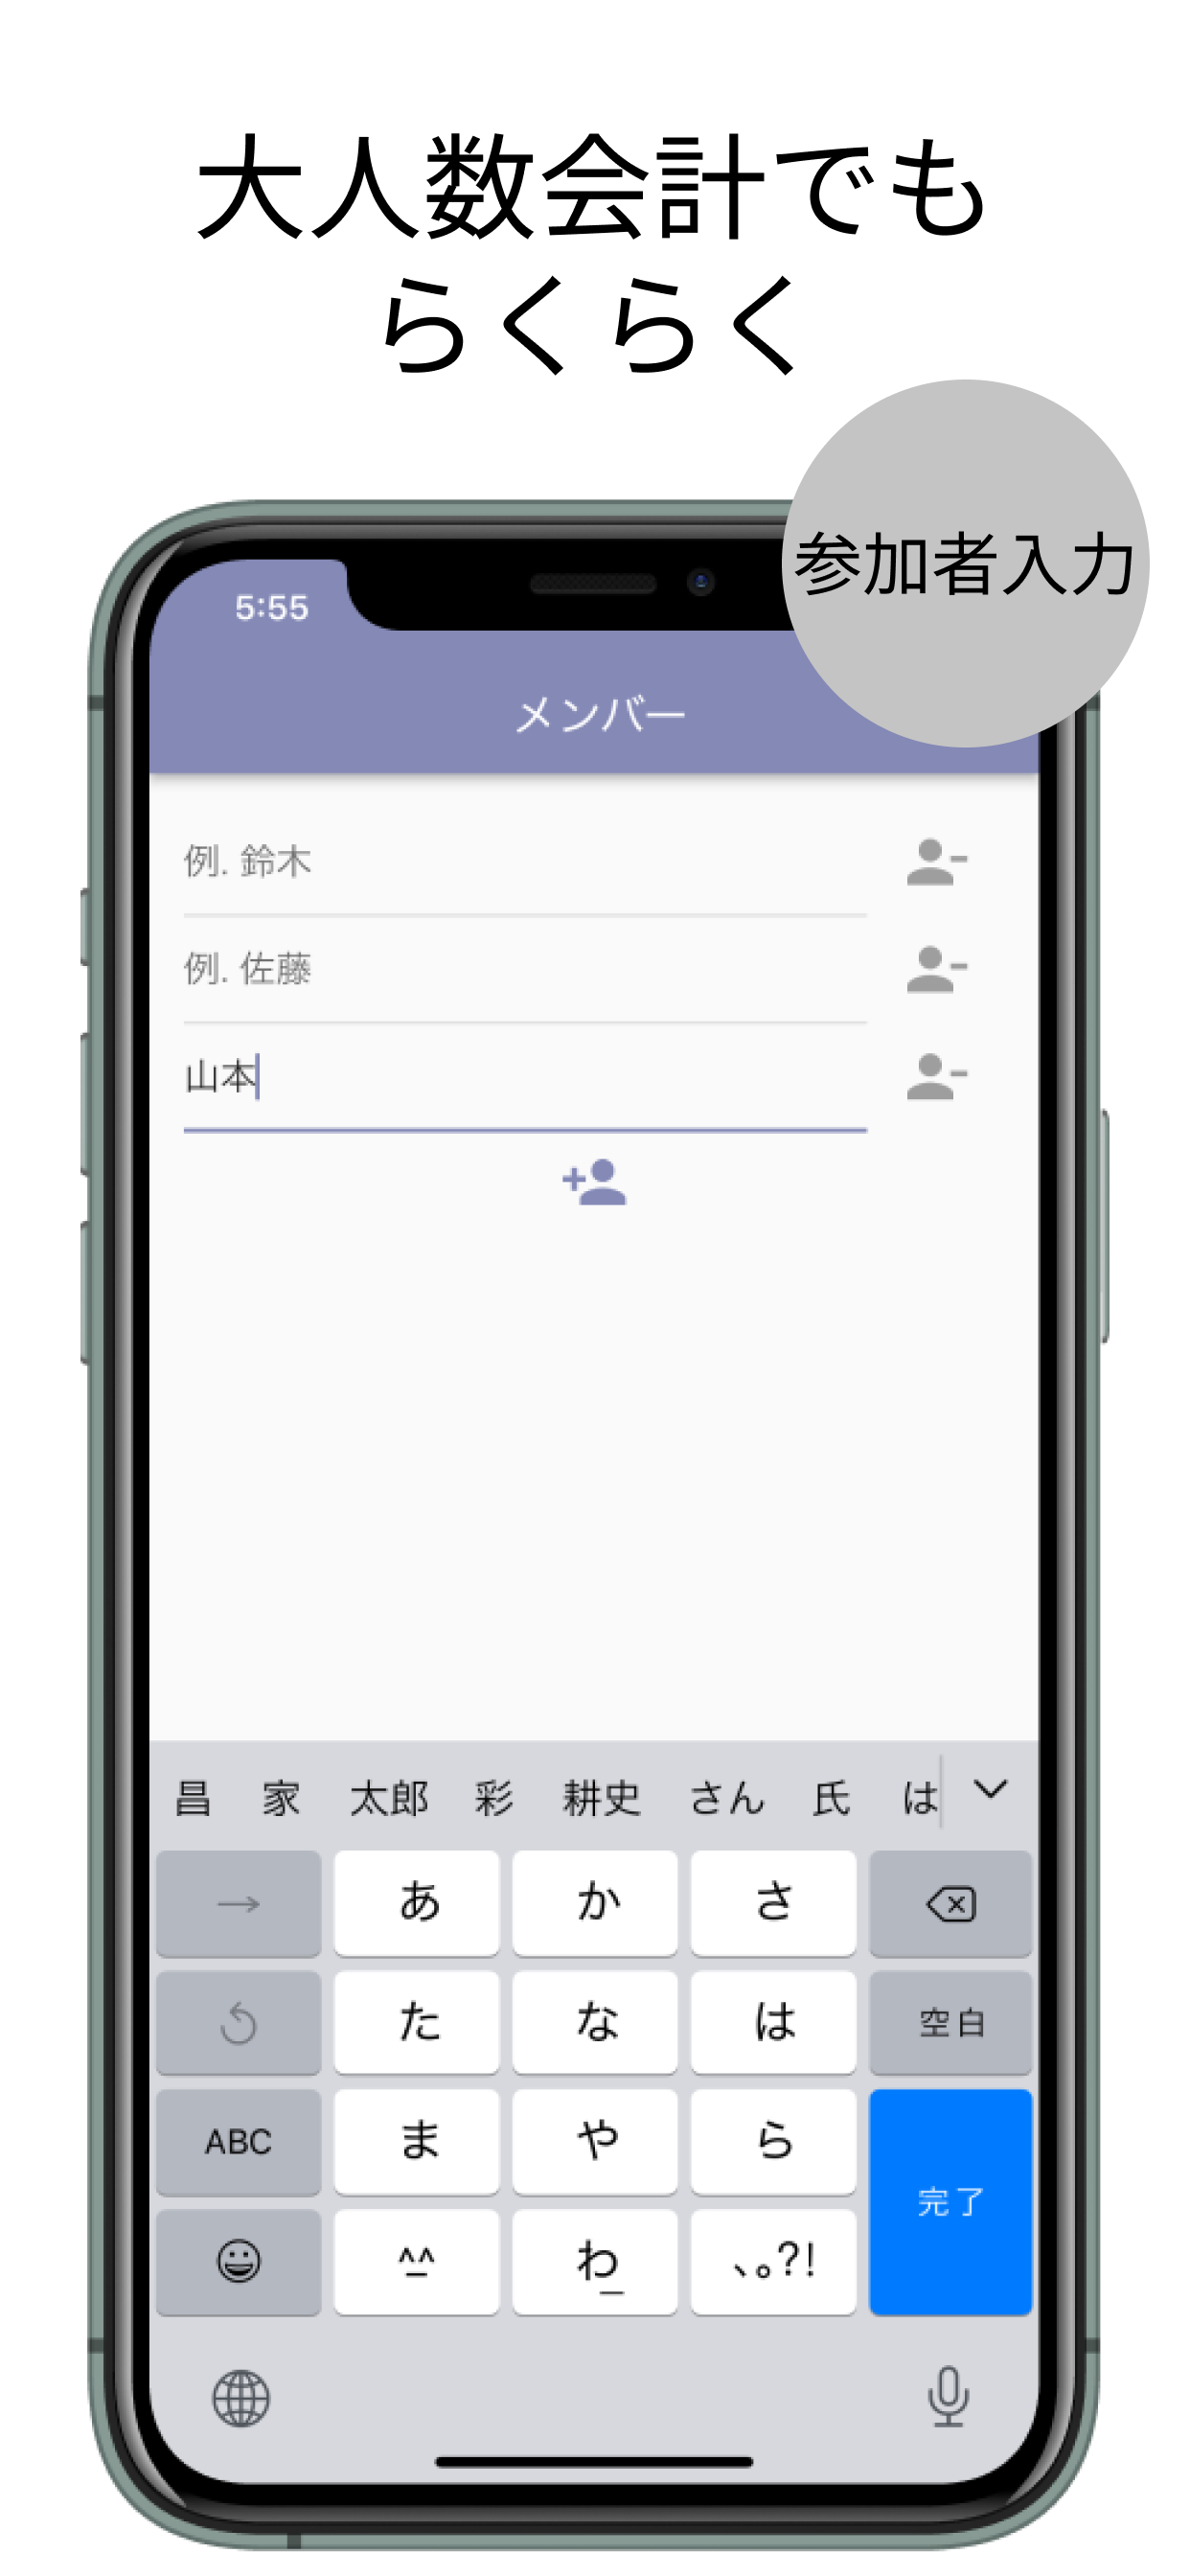 大人数会計でも
らくらく
参加者入力
5:55
メンバー
例. 鈴木
例. 佐藤
山本
昌 家 太郎 彩 耕史 さん 氏 は
→ あ か さ
た な は 空白
ABC ま や ら
完了
^_^ わ_ 、。?!